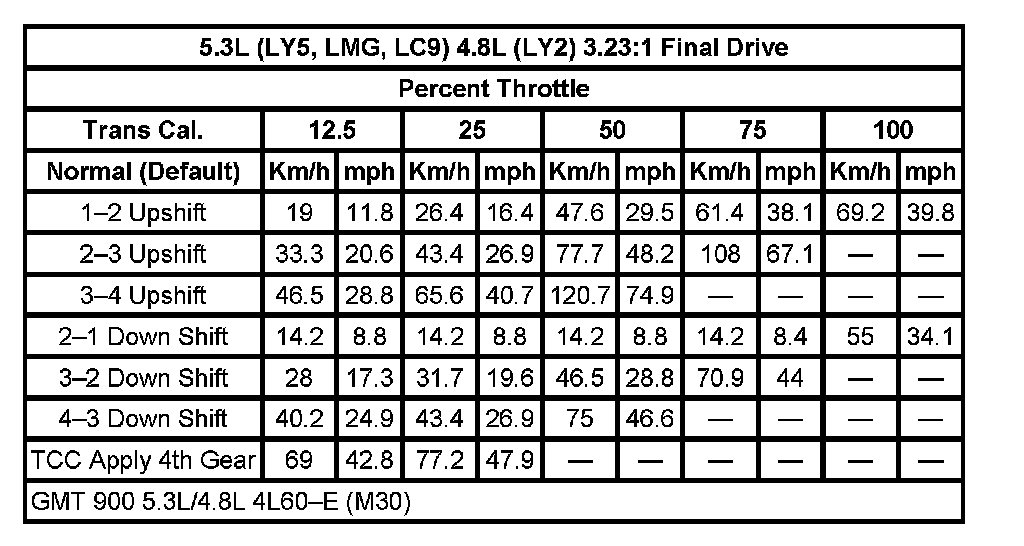 5.3L (LY5, LMG, LC9) 4.8L (LY2) 3.23:1 Final Drive
Percent Throttle
Trans Cal. 12.5 25 50 75 100
Normal (Default) Km/h mph Km/h mph Km/h mph Km/h mph Km/h mph
1–2 Upshift 19 11.8 26.4 16.4 47.6 29.5 61.4 38.1 69.2 39.8
2–3 Upshift 33.3 20.6 43.4 26.9 77.7 48.2 108 67.1 — —
3–4 Upshift 46.5 28.8 65.6 40.7 120.7 74.9 — — — —
2–1 Down Shift 14.2 8.8 14.2 8.8 14.2 8.8 14.2 8.4 55 34.1
3–2 Down Shift 28 17.3 31.7 19.6 46.5 28.8 70.9 44 — —
4–3 Down Shift 40.2 24.9 43.4 26.9 75 46.6 — — — —
TCC Apply 4th Gear 69 42.8 77.2 47.9 — — — — — —
GMT 900 5.3L/4.8L 4L60–E (M30)